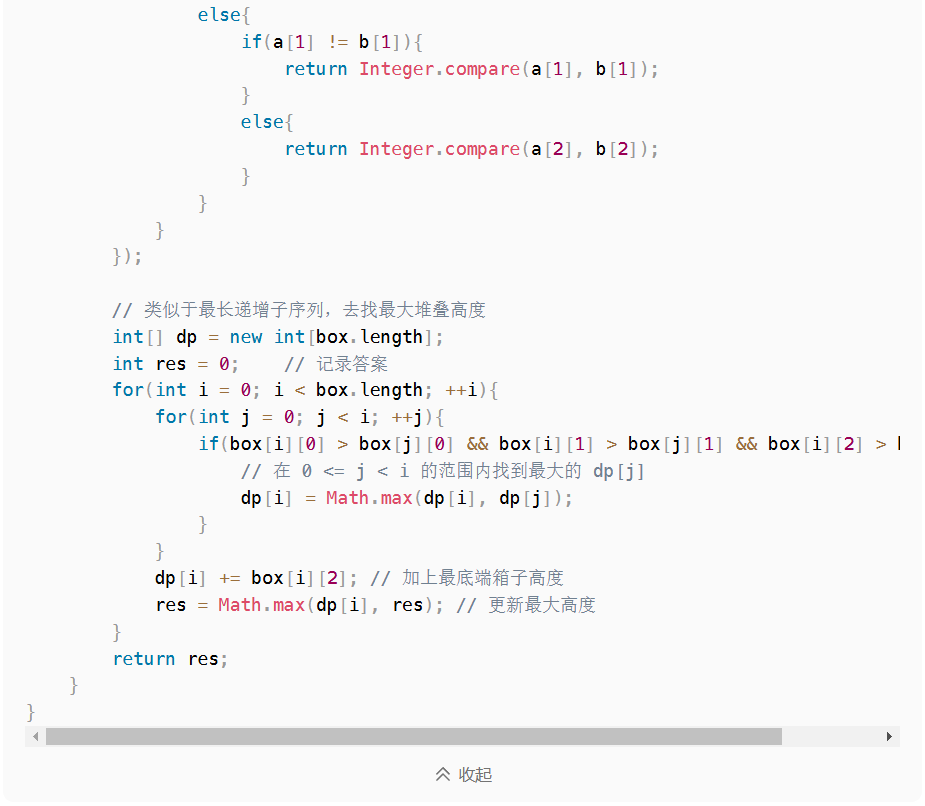 else{
if(a[1] != b[1]){
return Integer.compare(a[1], b[1]);
}
else{
return Integer.compare(a[2], b[2]);
}
}
}
});
// 类似于最长递增子序列，去找最大堆叠高度
int[] dp = new int[box.length];
int res = 0;    // 记录答案
for(int i = 0; i < box.length; ++i){
for(int j = 0; j < i; ++j){
if(box[i][0] > box[j][0] && box[i][1] > box[j][1] && box[i][2] >
// 在 0 <= j < i 的范围内找到最大的 dp[j]
dp[i] = Math.max(dp[i], dp[j]);
}
}
dp[i] += box[i][2]; // 加上最底端箱子高度
res = Math.max(dp[i], res); // 更新最大高度
}
return res;
}
}
收起